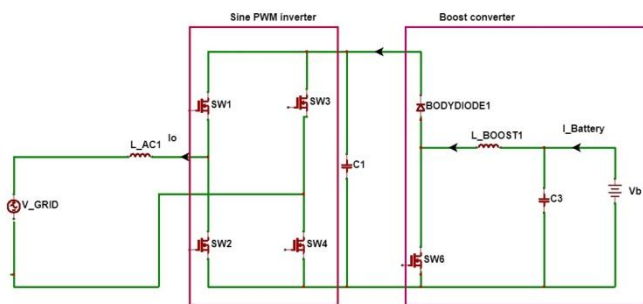 Sine PWM inverter
Boost converter
SW1
SW3
BODYDIODE1
L_AC1
Io
L_BOOST1
I_Battery
C1
C3
Vb
V_GRID
SW2
SW4
SW6